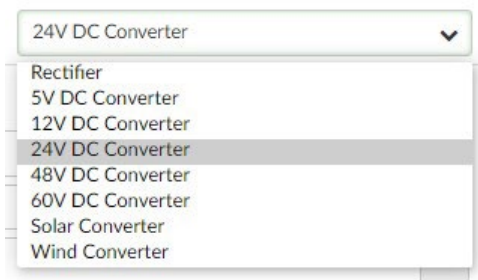 24V DC Converter
Rectifier
5V DC Converter
12V DC Converter
24V DC Converter
48V DC Converter
60V DC Converter
Solar Converter
Wind Converter